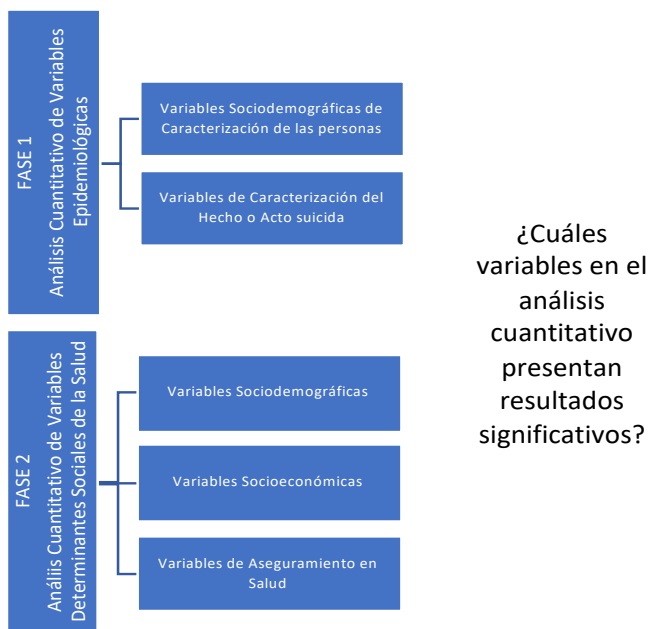 FASE 1
Análisis Cuantitativo de Variables
Epidemiológicas
Variables Sociodemográficas de
Caracterización de las personas
Variables de Caracterización del
Hecho o Acto suicida
FASE 2
Análiis Cuantitativo de Variables
Determinantes Sociales de la Salud
Variables Sociodemográficas
Variables Socioeconómicas
Variables de Aseguramiento en
Salud
¿Cuáles
variables en el
análisis
cuantitativo
presentan
resultados
significativos?